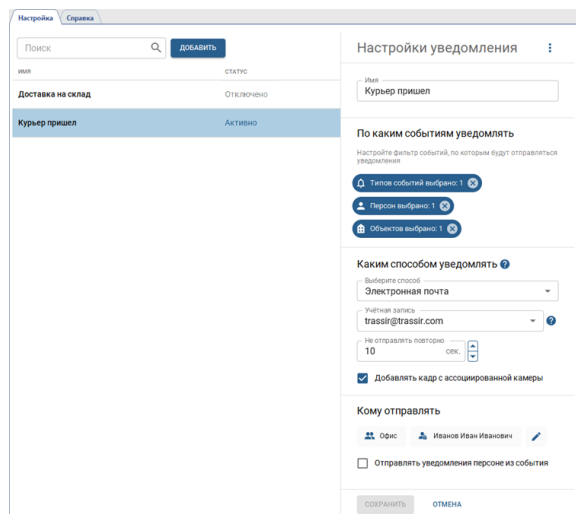 Настройка Справка
Поиск
ДОБАВИТЬ
ИМЯ СТАТУС
Доставка на склад Отключено
Курьер пришел Активно
Настройки уведомления
Имя
Курьер пришел
По каким событиям уведомлять
Настройте фильтр событий, по которым будут отправляться
уведомления
Типов событий выбрано: 1
Персон выбрано: 1
Объектов выбрано: 1
Каким способом уведомлять ?
Выберите способ
Электронная почта
Учётная запись
trassir@trassir.com ?
Не отправлять повторно
10 сек.
Добавлять кадр с ассоциированной камеры
Кому отправлять
Офис Иванов Иван Иванович
Отправлять уведомления персоне из события
СОХРАНИТЬ ОТМЕНА